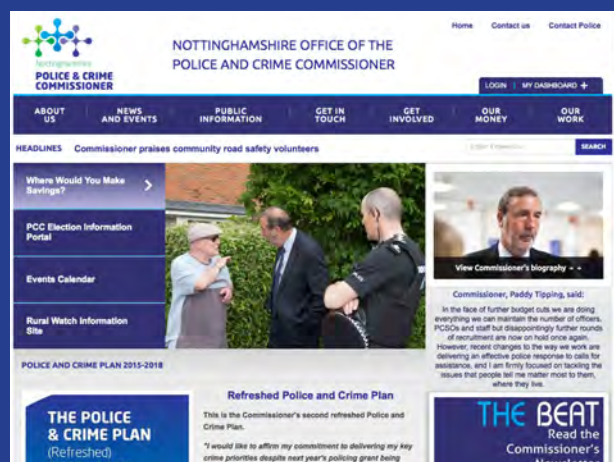 Home Contact us Contact Police
Nottinghamshire
POLICE & CRIME
COMMISSIONER
NOTTINGHAMSHIRE OFFICE OF THE
POLICE AND CRIME COMMISSIONER
LOGIN | MY DASHBOARD +
ABOUT
US
NEWS
AND EVENTS
PUBLIC
INFORMATION
GET IN
TOUCH
GET
INVOLVED
OUR
MONEY
OUR
WORK
HEADLINES Commissioner praises community road safety volunteers
SEARCH
Where Would You Make
Savings?
PCC Election Information
Portal
Events Calendar
Rural Watch Information
Site
View Commissioner's biography
Commissioner, Paddy Tipping, said:
In the face of further budget cuts we are doing
everything we can maintain the number of officers,
PCSOs and staff but disappointingly further rounds
of recruitment are now on hold once again.
However, recent changes to the way we work are
delivering an effective police response to calls for
assistance, and I am firmly focused on tackling the
issues that people tell me matter most to them,
where they live.
POLICE AND CRIME PLAN 2015-2018
THE POLICE
& CRIME PLAN
(Refreshed)
Refreshed Police and Crime Plan
This is the Commissioner's second refreshed Police and
Crime Plan.
"I would like to affirm my commitment to delivering my key
crime priorities despite next year's policing grant being
THE BEAT
Read the
Commissioner's